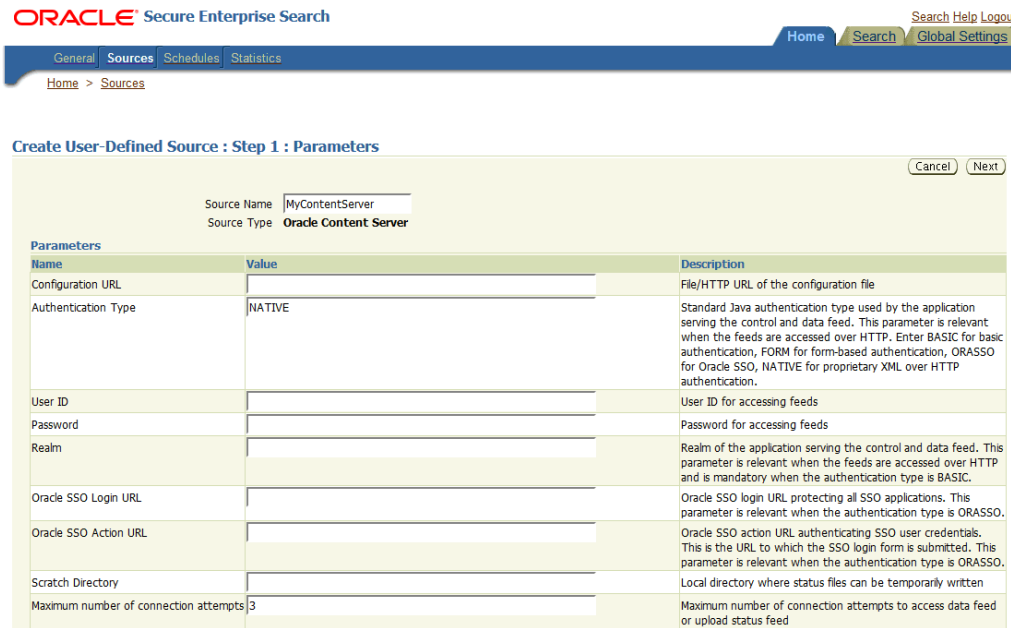 ORACLE Secure Enterprise Search
Search Help Logou
Home Search Global Settings
General Sources Schedules Statistics
Home > Sources
Create User-Defined Source : Step 1 : Parameters
Cancel Next
Source Name MyContentServer
Source Type Oracle Content Server
Parameters
Name Value Description
Configuration URL File/HTTP URL of the configuration file
Authentication Type NATIVE Standard Java authentication type used by the application
serving the control and data feed. This parameter is relevant
when the feeds are accessed over HTTP. Enter BASIC for basic
authentication, FORM for form-based authentication, ORASSO
for Oracle SSO, NATIVE for proprietary XML over HTTP
authentication.
User ID User ID for accessing feeds
Password Password for accessing feeds
Realm Realm of the application serving the control and data feed. This
parameter is relevant when the feeds are accessed over HTTP
and is mandatory when the authentication type is BASIC.
Oracle SSO Login URL Oracle SSO login URL protecting all SSO applications. This
parameter is relevant when the authentication type is ORASSO.
Oracle SSO Action URL Oracle SSO action URL authenticating SSO user credentials.
This is the URL to which the SSO login form is submitted. This
parameter is relevant when the authentication type is ORASSO.
Scratch Directory Local directory where status files can be temporarily written
Maximum number of connection attempts 3 Maximum number of connection attempts to access data feed
or upload status feed